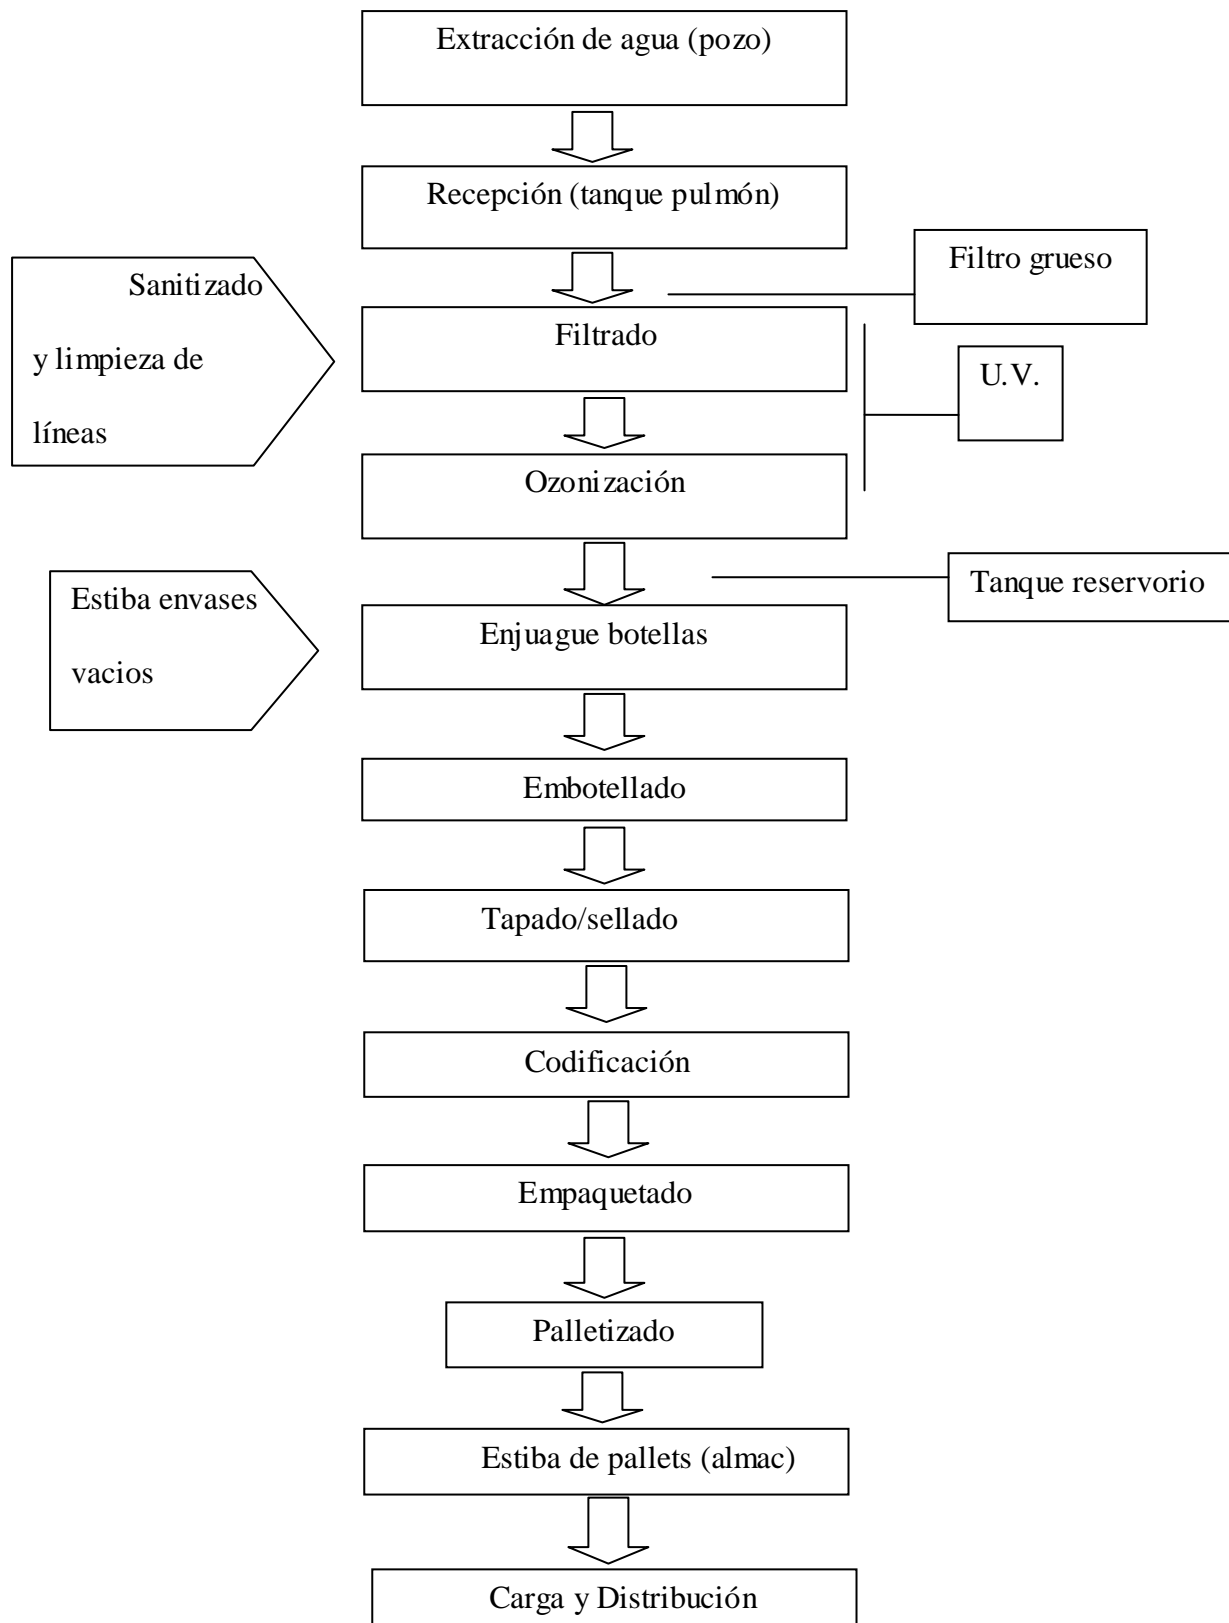 Extracción de agua (pozo)
Recepción (tanque pulmón)
Filtro grueso
Sanitizado
y limpieza de
líneas
Filtrado
U.V.
Ozonización
Tanque reservorio
Estiba envases
vacios
Enjuague botellas
Embotellado
Tapado/sellado
Codificación
Empaquetado
Palletizado
Estiba de pallets (almac)
Carga y Distribución